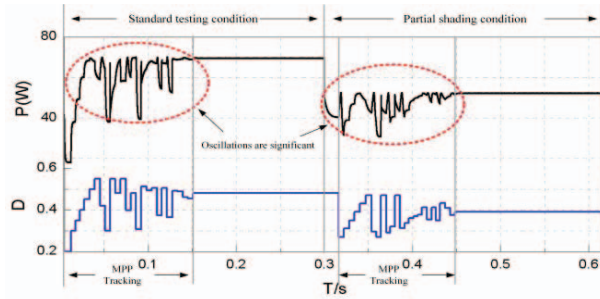 Standard testing condition
Partial shading condition
80
P(W)
40
Oscillations are significant
0.6
D
0.4
0.2
MPP
Tracking
MPP
Tracking
0.1
0.2
0.3
0.4
0.5
0.6
T/s